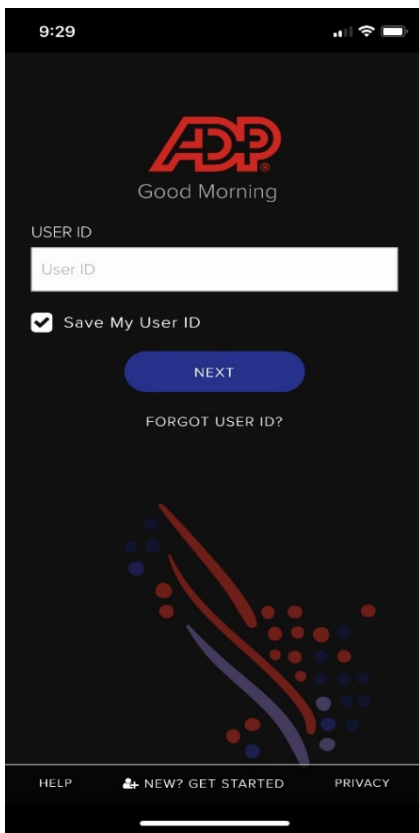 9:29
ADP
Good Morning
USER ID
User ID
Save My User ID
NEXT
FORGOT USER ID?
HELP NEW? GET STARTED PRIVACY